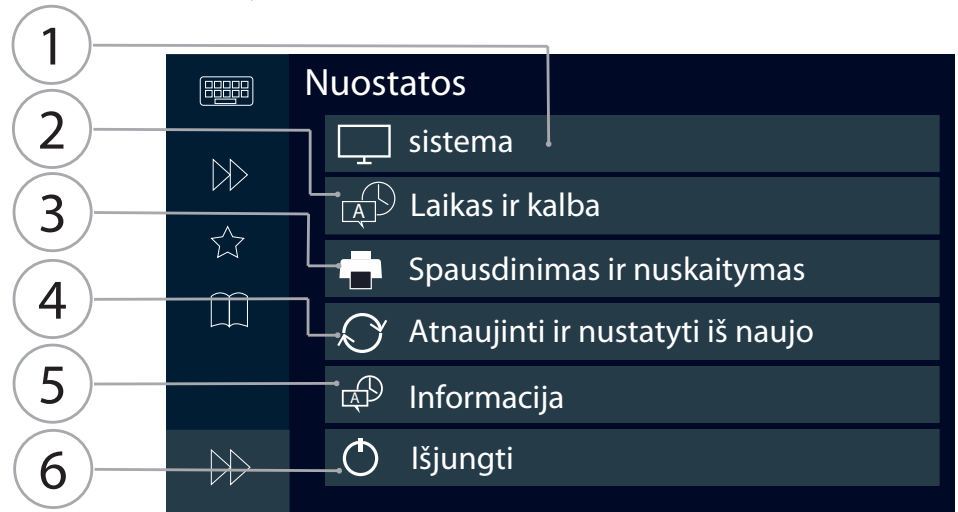 1
Nuostatos
2
sistema
Laikas ir kalba
3
Spausdinimas ir nuskaitymas
4
Atnaujinti ir nustatyti iš naujo
5
A
A
Informacija
6
Išjungti